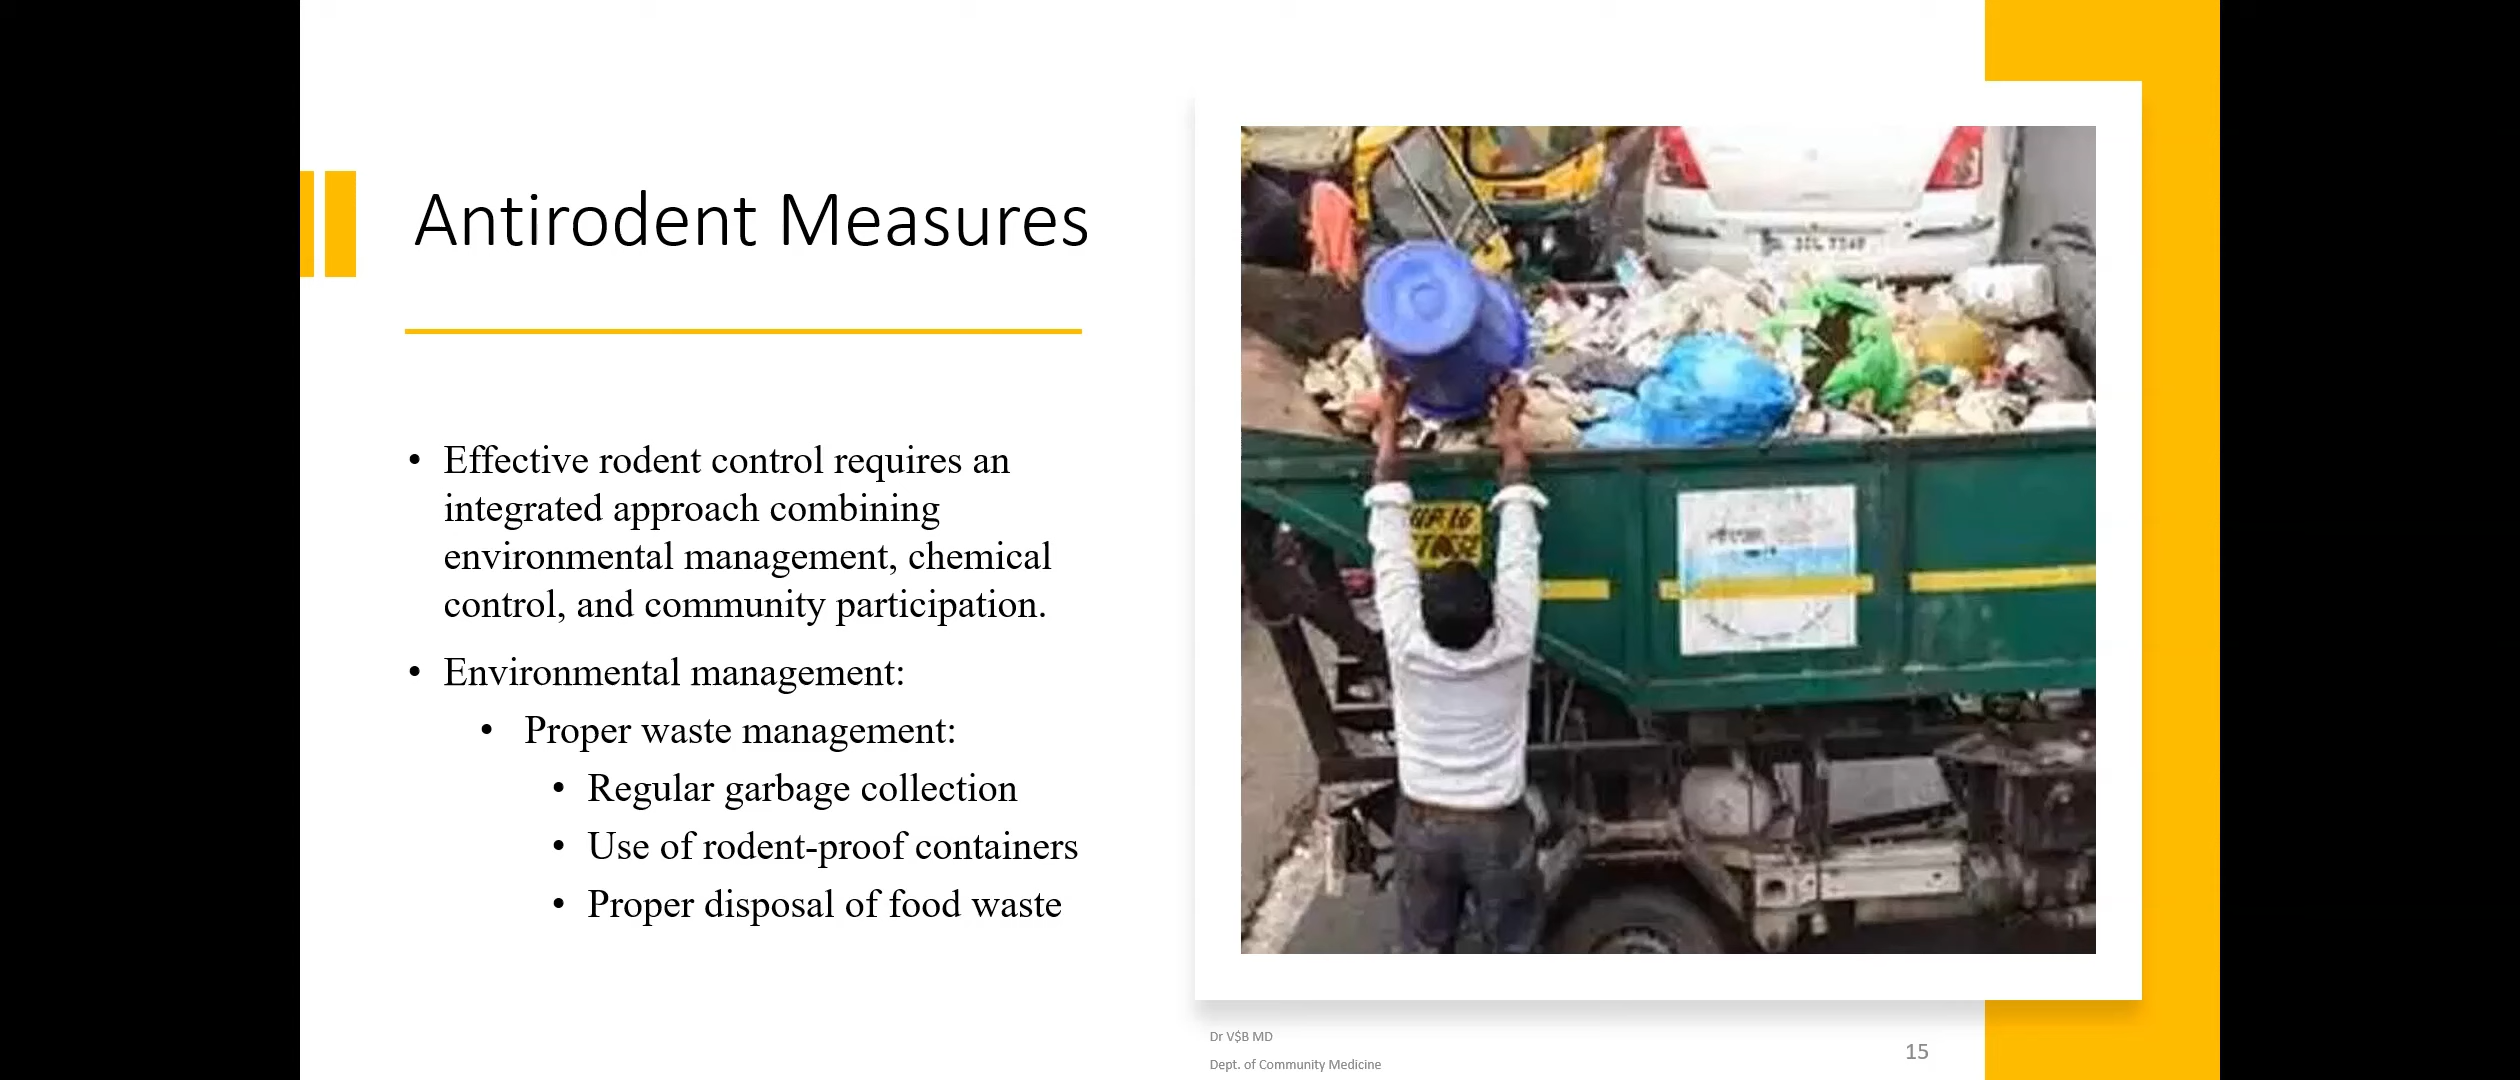 Antirodent Measures
• Effective rodent control requires an
integrated approach combining
environmental management, chemical
control, and community participation.
• Environmental management:
• Proper waste management:
• Regular garbage collection
• Use of rodent-proof containers
• Proper disposal of food waste
UP 16
Dr V$B MD
Dept. of Community Medicine
15